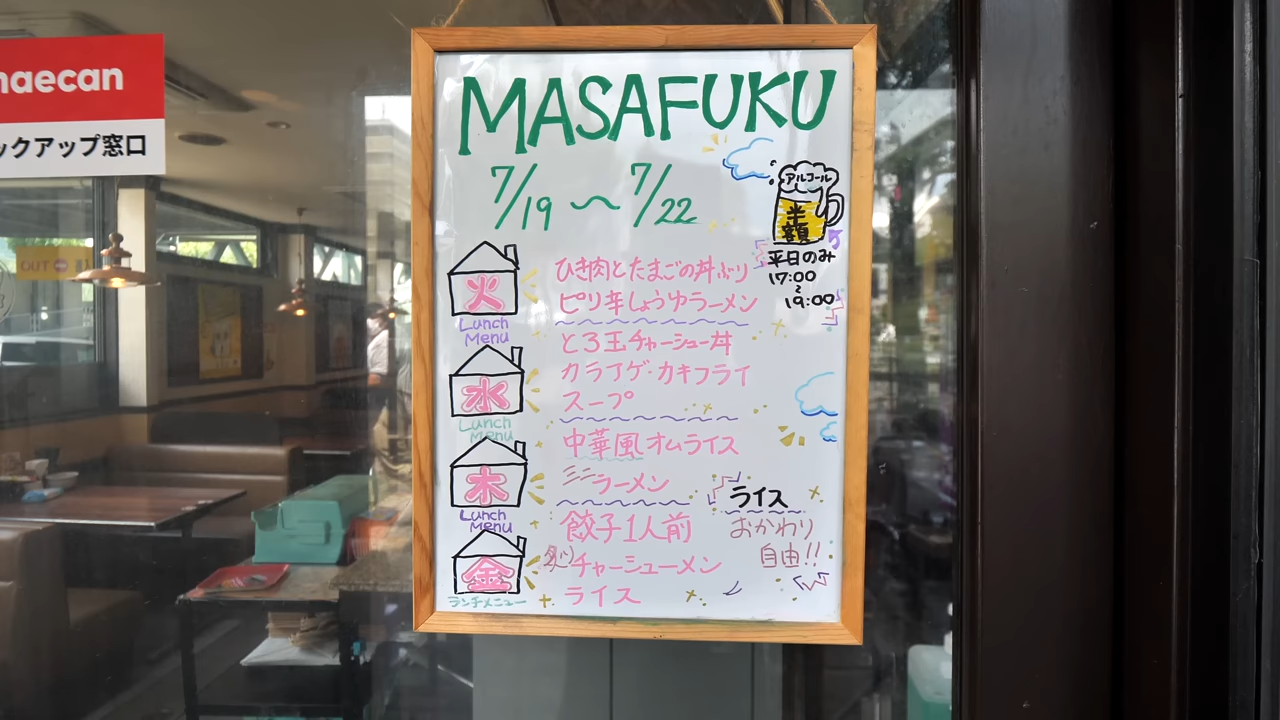 naecan
ックアップ窓口
MASAFUKU
7/19 ～ 7/22
アルコール
半額
平日のみ
17:00
～
19:00
火
Lunch
Menu
ひき肉とたまごの丼ぶり
ピリ辛しょうゆラーメン
水
Lunch
Menu
とろ玉チャーシュー丼
カラアゲ・カキフライ
スープ
木
Lunch
Menu
中華風オムライス
ミニラーメン
金
ランチメニュー
餃子1人前
チャーシューメン
ライス
ライス
おかわり
自由!!